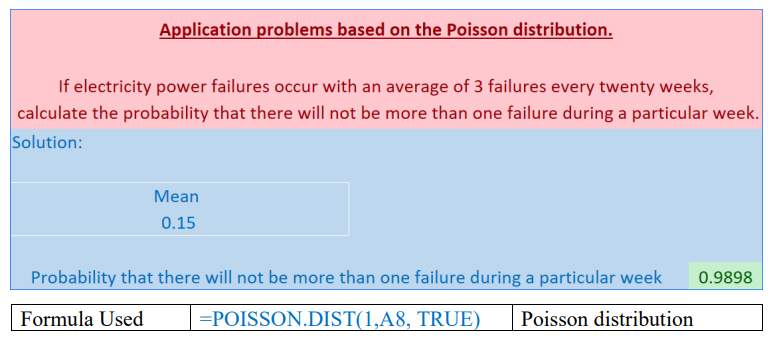 Application problems based on the Poisson distribution.
If electricity power failures occur with an average of 3 failures every twenty weeks,
calculate the probability that there will not be more than one failure during a particular week.
Solution:
Mean
0.15
Probability that there will not be more than one failure during a particular week 0.9898
Formula Used =POISSON.DIST(1,A8, TRUE) Poisson distribution